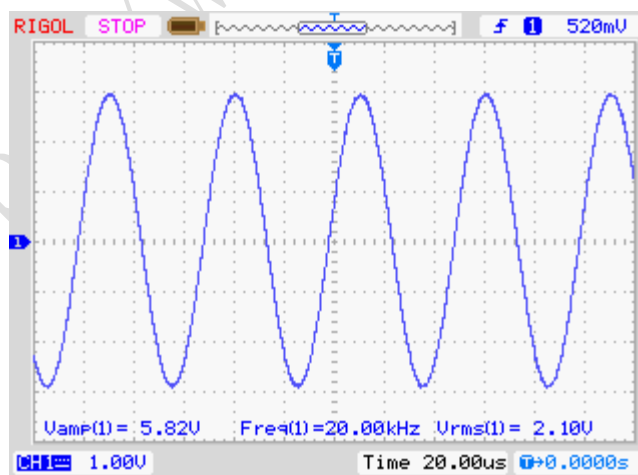 RIGOL STOP T 1 520mV
T
1
Vamp(1)= 5.82V Freq(1)=20.00kHz Vrms(1)= 2.10V
CH1 1.00V Time 20.00us T→0.0000s